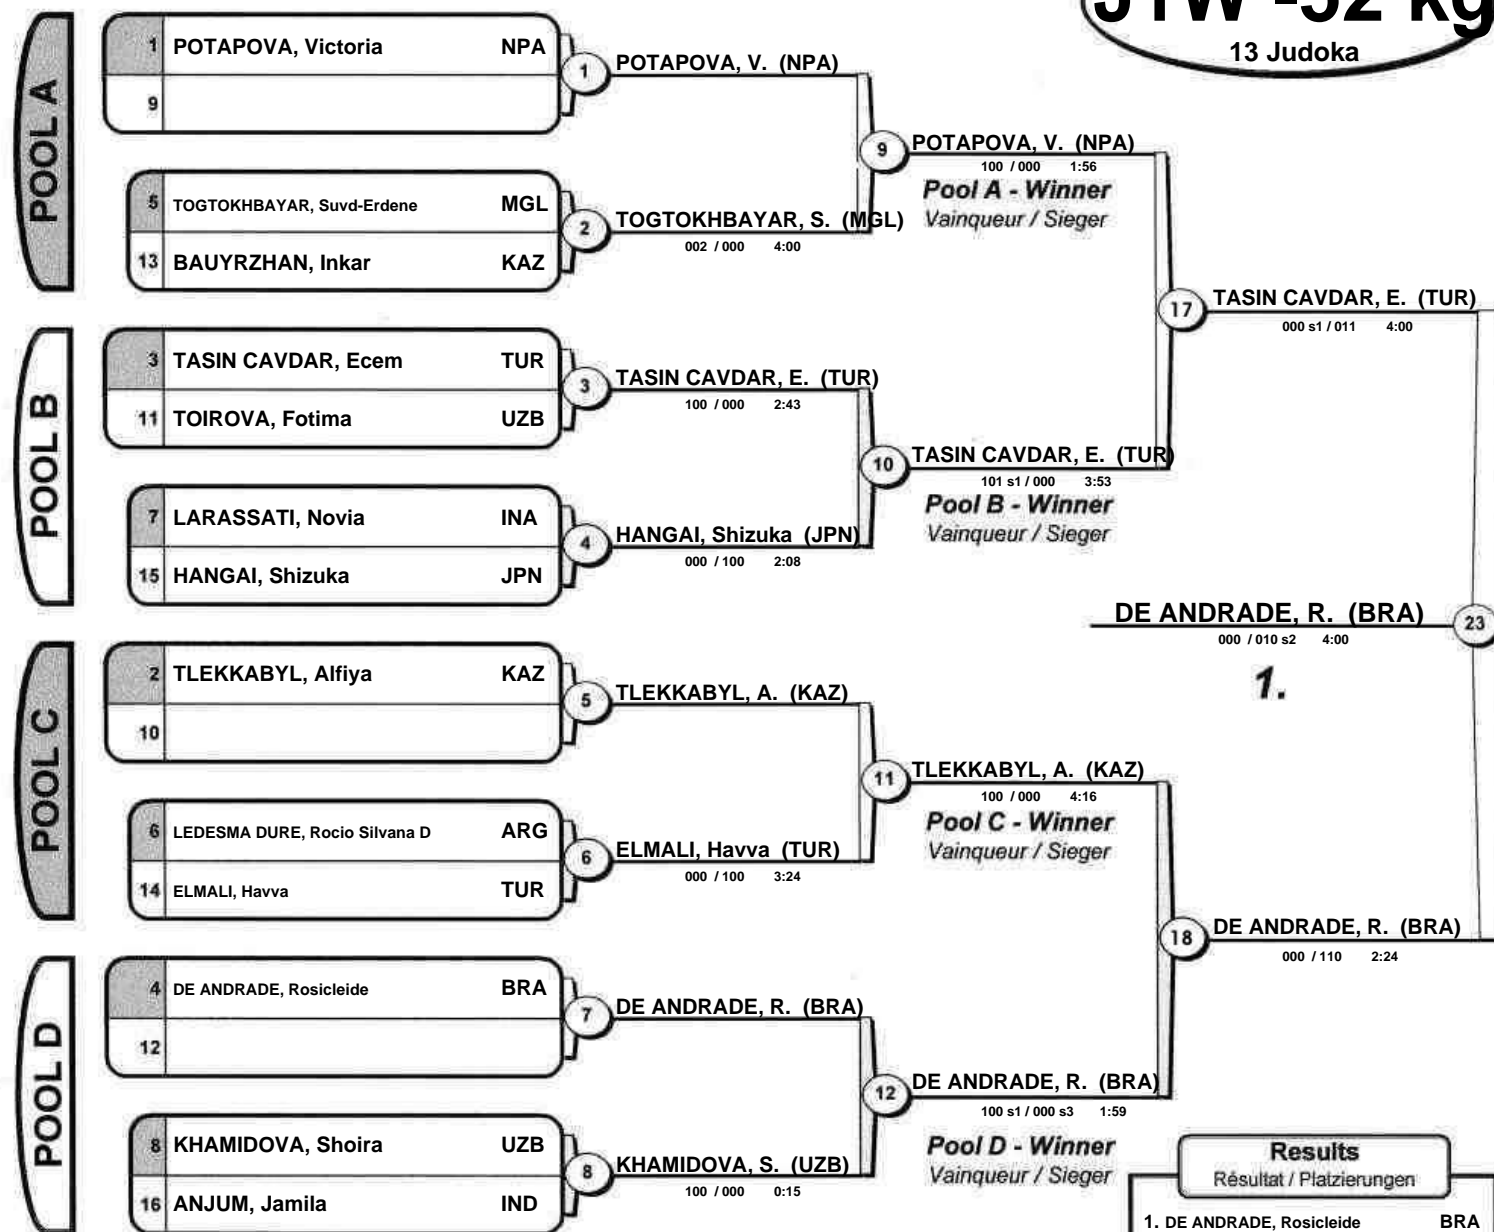 J1W -52 kg
13 Judoka
POOL A
1 POTAPOVA, Victoria NPA
9
1 POTAPOVA, V. (NPA)
5 TOGTOKHBAYAR, Suvd-Erdene MGL
13 BAUYRZHAN, Inkar KAZ
2 TOGTOKHBAYAR, S. (MGL)
002 / 000 4:00
9 POTAPOVA, V. (NPA)
100 / 000 1:56
Pool A - Winner
Vainqueur / Sieger
POOL B
3 TASIN CAVDAR, Ecem TUR
11 TOIROVA, Fotima UZB
3 TASIN CAVDAR, E. (TUR)
100 / 000 2:43
7 LARASSATI, Novia INA
15 HANGAI, Shizuka JPN
4 HANGAI, Shizuka (JPN)
000 / 100 2:08
10 TASIN CAVDAR, E. (TUR)
101 s1 / 000 3:53
Pool B - Winner
Vainqueur / Sieger
17 TASIN CAVDAR, E. (TUR)
000 s1 / 011 4:00
DE ANDRADE, R. (BRA) 23
000 / 010 s2 4:00
1.
POOL C
2 TLEKKABYL, Alfiya KAZ
10
5 TLEKKABYL, A. (KAZ)
6 LEDESMA DURE, Rocio Silvana D ARG
14 ELMALI, Havva TUR
6 ELMALI, Havva (TUR)
000 / 100 3:24
11 TLEKKABYL, A. (KAZ)
100 / 000 4:16
Pool C - Winner
Vainqueur / Sieger
POOL D
4 DE ANDRADE, Rosicleide BRA
12
7 DE ANDRADE, R. (BRA)
8 KHAMIDOVA, Shoira UZB
16 ANJUM, Jamila IND
8 KHAMIDOVA, S. (UZB)
100 / 000 0:15
12 DE ANDRADE, R. (BRA)
100 s1 / 000 s3 1:59
Pool D - Winner
Vainqueur / Sieger
18 DE ANDRADE, R. (BRA)
000 / 110 2:24
Results
Résultat / Platzierungen
1. DE ANDRADE, Rosicleide BRA